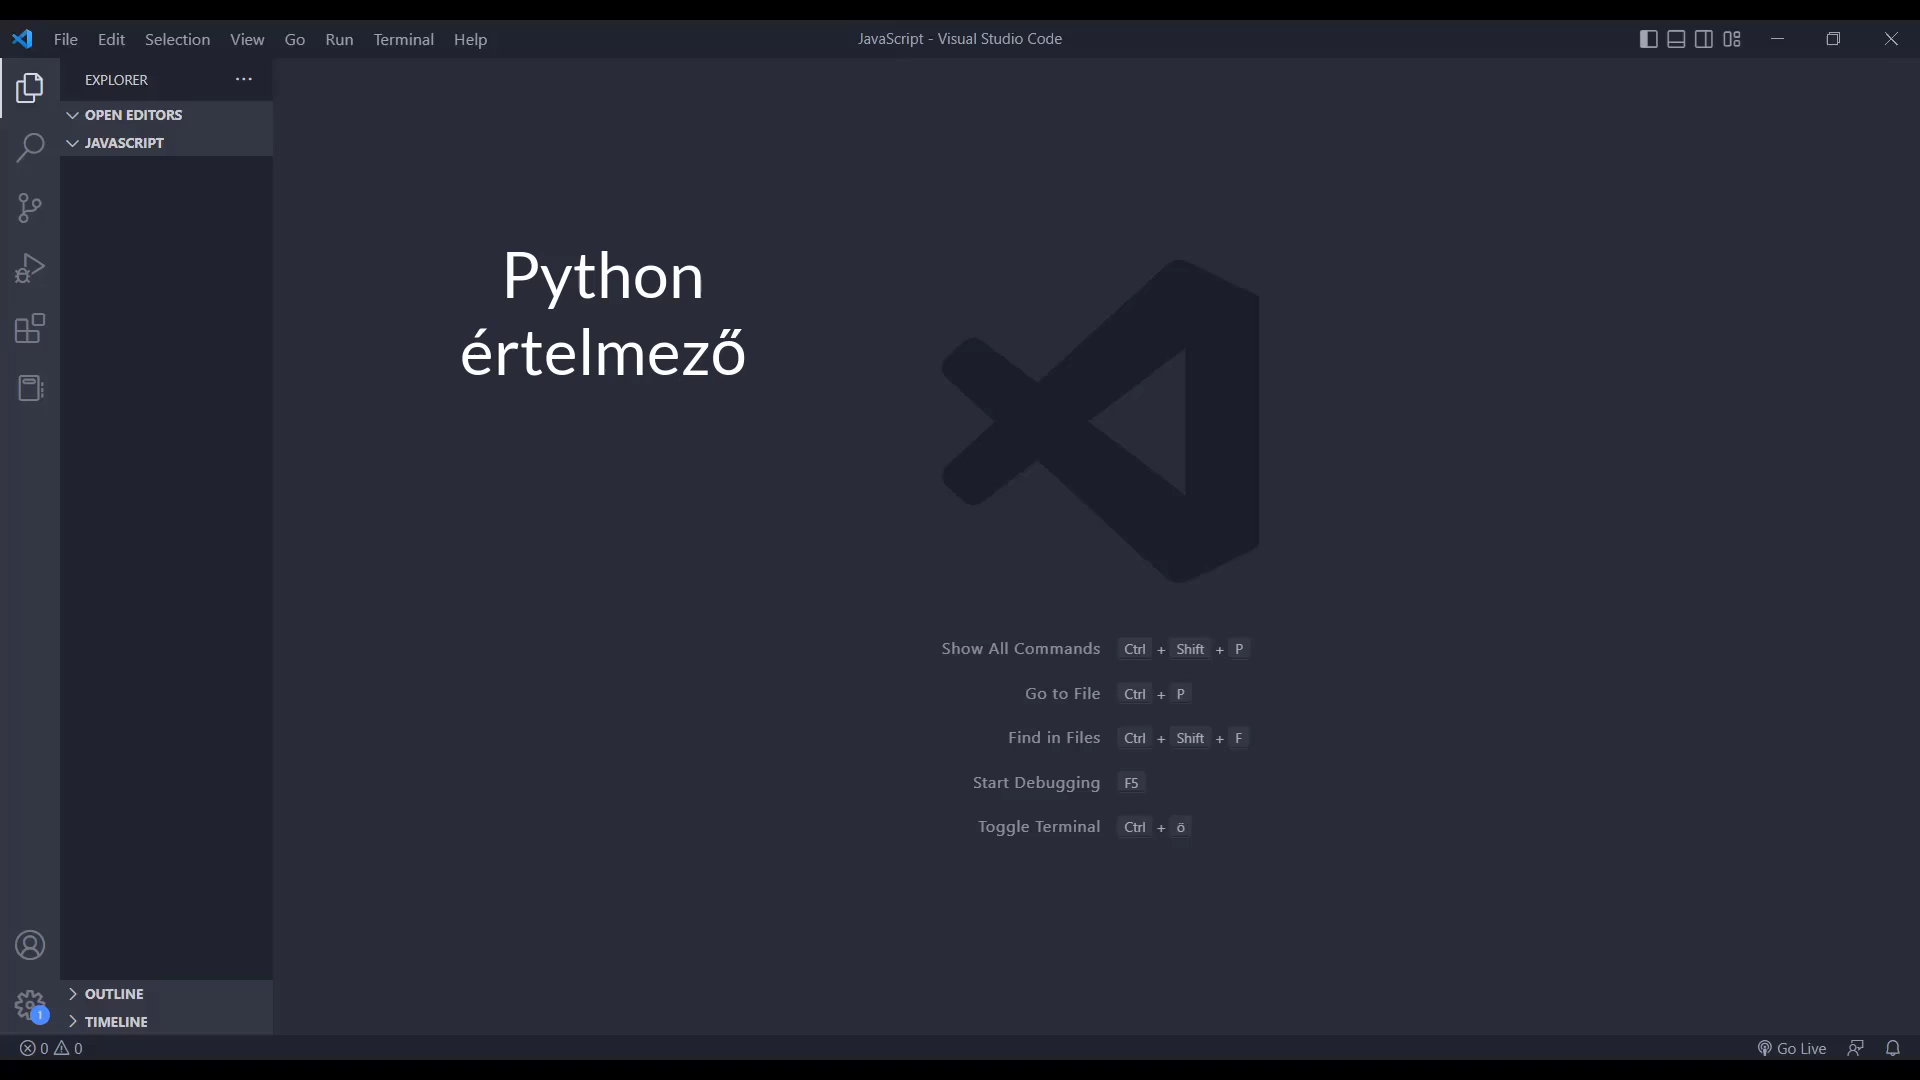 File Edit Selection View Go Run Terminal Help
JavaScript - Visual Studio Code
EXPLORER
OPEN EDITORS
JAVASCRIPT
Python
értelmező
Show All Commands Ctrl + Shift + P
Go to File Ctrl + P
Find in Files Ctrl + Shift + F
Start Debugging F5
Toggle Terminal Ctrl + ö
OUTLINE
1
TIMELINE
0 0
Go Live